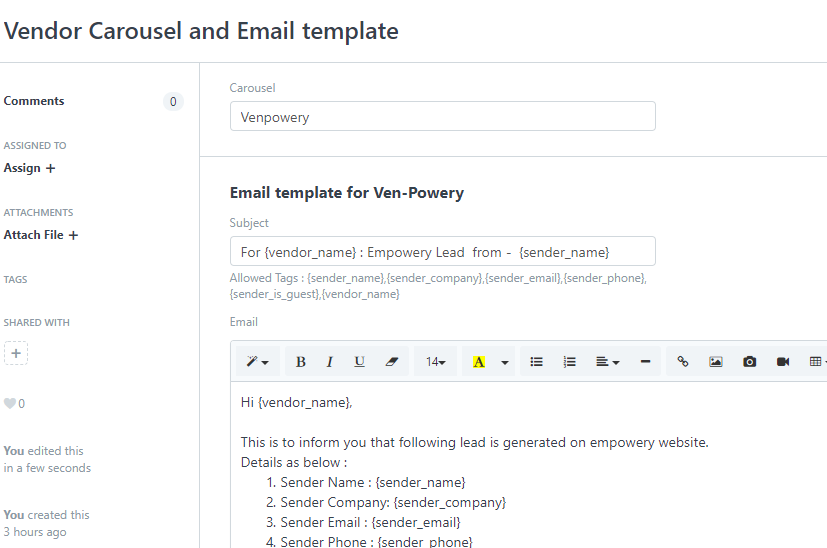 Vendor Carousel and Email template
Comments 0
ASSIGNED TO
Assign +
ATTACHMENTS
Attach File +
TAGS
SHARED WITH
+
0
You edited this
in a few seconds
You created this
3 hours ago
Carousel
Venpowery
Email template for Ven-Powery
Subject
For {vendor_name} : Empowery Lead  from -  {sender_name}
Allowed Tags : {sender_name},{sender_company},{sender_email},{sender_phone},
{sender_is_guest},{vendor_name}
Email
B I U 14 A
Hi {vendor_name},
This is to inform you that following lead is generated on empowery website.
Details as below :
1. Sender Name : {sender_name}
2. Sender Company: {sender_company}
3. Sender Email : {sender_email}
4. Sender Phone : {sender_phone}